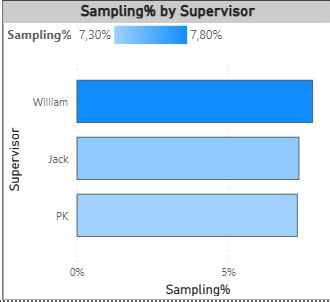 Sampling% by Supervisor
Sampling% 7,30% 7,80%
Supervisor
William
Jack
PK
0% 5%
Sampling%